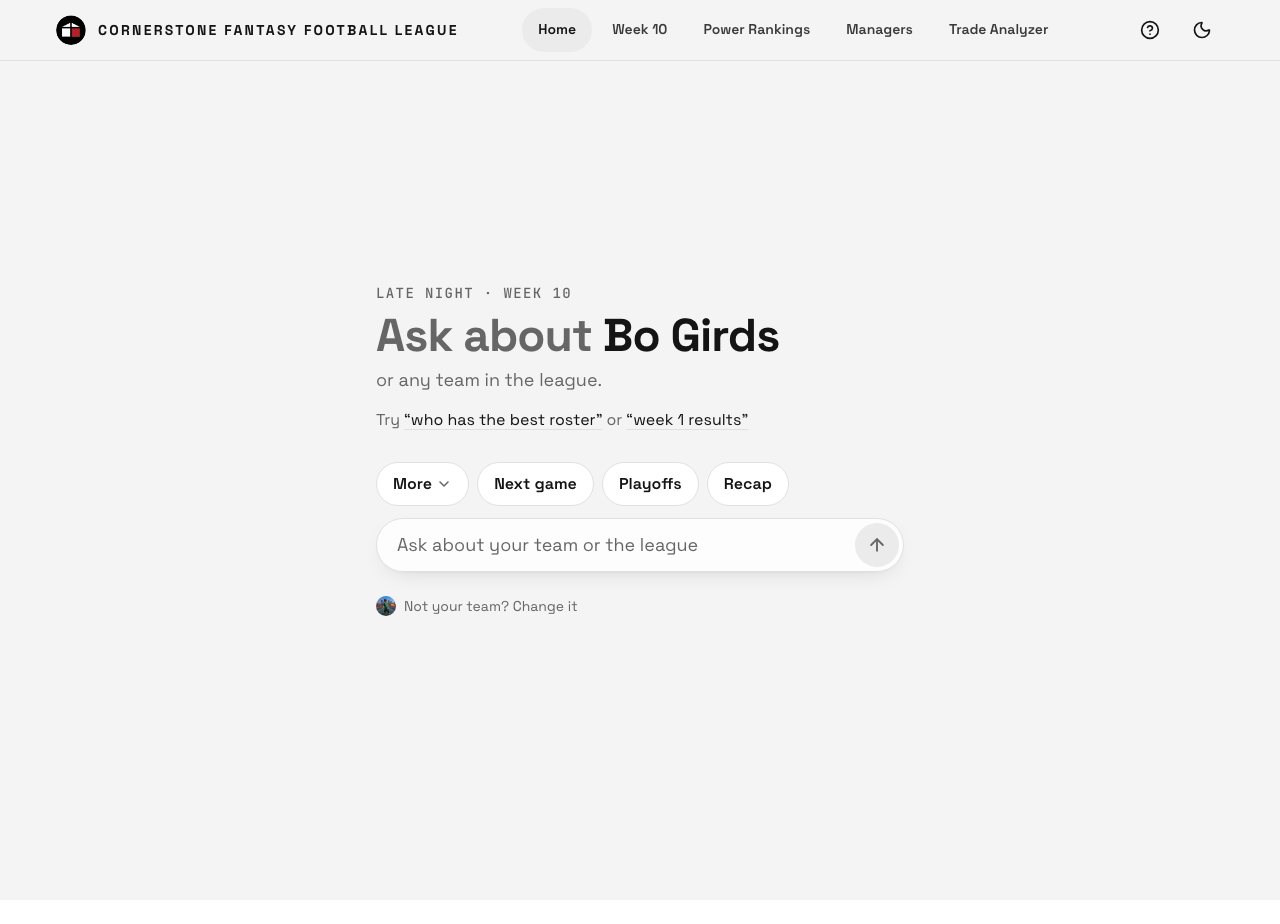 CORNERSTONE FANTASY FOOTBALL LEAGUE
Home
Week 10
Power Rankings
Managers
Trade Analyzer
LATE NIGHT · WEEK 10
Ask about Bo Girds
or any team in the league.
Try “who has the best roster” or “week 1 results”
More
Next game
Playoffs
Recap
Ask about your team or the league
Not your team? Change it